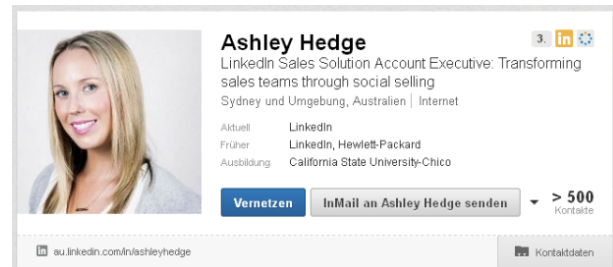 Ashley Hedge
3. in
LinkedIn Sales Solution Account Executive: Transforming
sales teams through social selling
Sydney und Umgebung, Australien | Internet
Aktuell LinkedIn
Früher LinkedIn, Hewlett-Packard
Ausbildung California State University-Chico
Vernetzen InMail an Ashley Hedge senden > 500
Kontakte
in au.linkedin.com/in/ashleyhedge Kontaktdaten